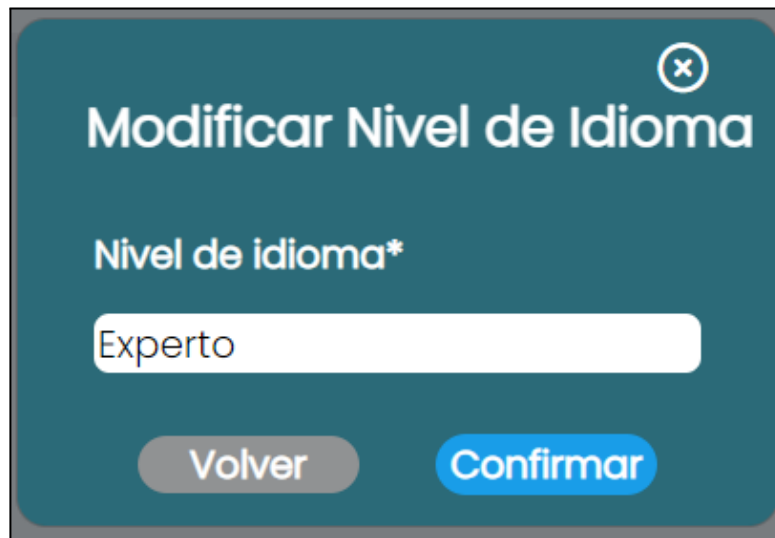 Modificar Nivel de Idioma
Nivel de idioma*
Experto
Volver Confirmar